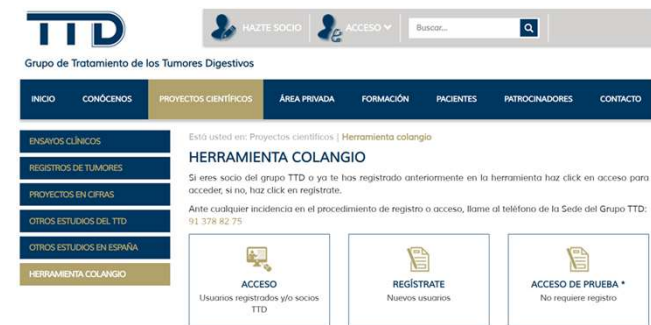 TTD
HAZTE SOCIO
ACCESO
Buscar...
Grupo de Tratamiento de los Tumores Digestivos
INICIO CONÓCENOS PROYECTOS CIENTÍFICOS ÁREA PRIVADA FORMACIÓN PACIENTES PATROCINADORES CONTACTO
ENSAYOS CLÍNICOS
REGISTROS DE TUMORES
PROYECTOS EN CIFRAS
OTROS ESTUDIOS DEL TTD
OTROS ESTUDIOS EN ESPAÑA
HERRAMIENTA COLANGIO
Está usted en: Proyectos científicos | Herramienta colangio
HERRAMIENTA COLANGIO
Si eres socio del grupo TTD o ya te has registrado anteriormente en la herramienta haz click en acceso para
acceder, si no, haz click en registrate.
Ante cualquier incidencia en el procedimiento de registro o acceso, llame al teléfono de la Sede del Grupo TTD:
91 378 82 75
ACCESO
Usuarios registrados y/o socios
TTD
REGÍSTRATE
Nuevos usuarios
ACCESO DE PRUEBA *
No requiere registro